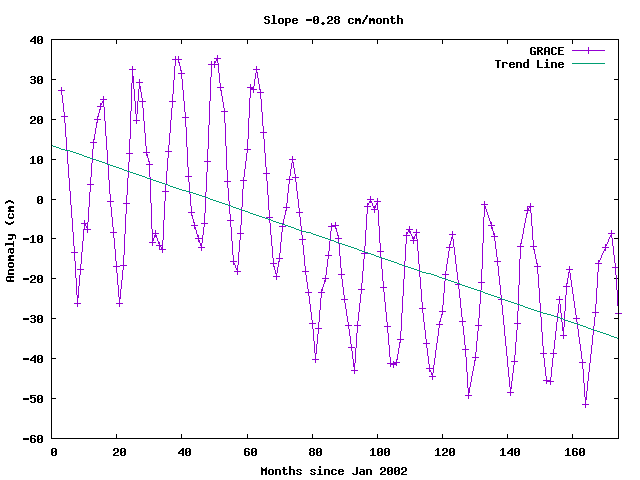 Slope -0.28 cm/month
GRACE
Trend Line
40
30
20
10
0
-10
-20
-30
-40
-50
-60
Anomaly (cm)
0 20 40 60 80 100 120 140 160
Months since Jan 2002